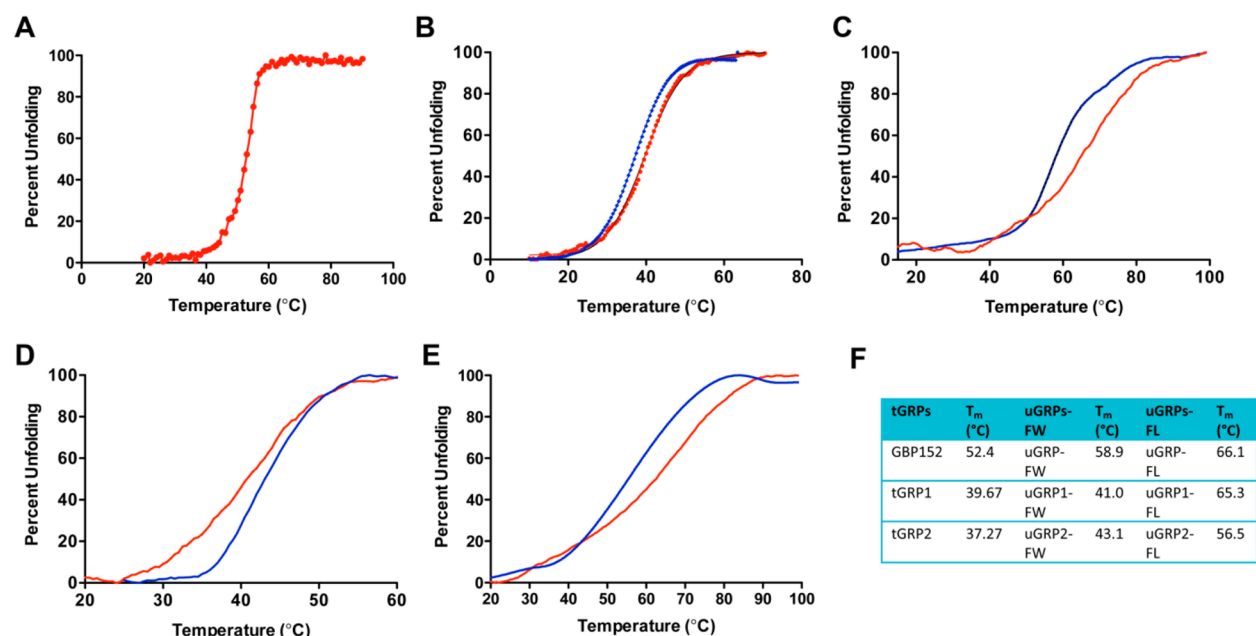 A
Percent Unfolding
100
80
60
40
20
0
0 20 40 60 80 100
Temperature (°C)
B
Percent Unfolding
100
80
60
40
20
0
0 20 40 60 80
Temperature (°C)
C
Percent Unfolding
100
80
60
40
20
0
20 40 60 80 100
Temperature (°C)
D
Percent Unfolding
100
80
60
40
20
0
20 30 40 50 60
Temperature (°C)
E
Percent Unfolding
100
80
60
40
20
0
20 30 40 50 60 70 80 90 100
Temperature (°C)
F
tGRPs Tm (°C) uGRPs-FW Tm (°C) uGRPs-FL Tm (°C)
GBP152 52.4 uGRP-FW 58.9 uGRP-FL 66.1
tGRP1 39.67 uGRP1-FW 41.0 uGRP1-FL 65.3
tGRP2 37.27 uGRP2-FW 43.1 uGRP2-FL 56.5